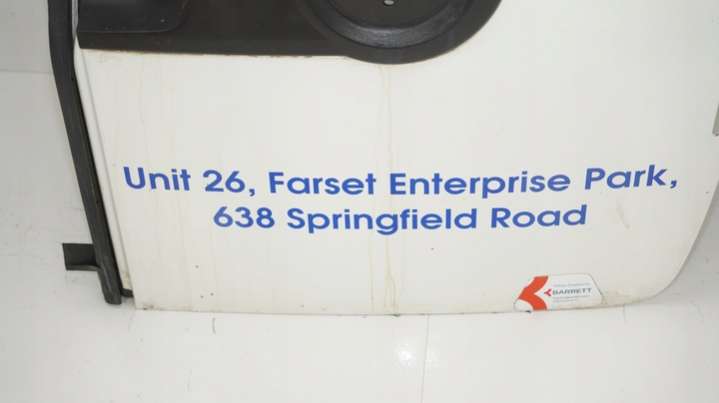 Unit 26, Farset Enterprise Park,
638 Springfield Road
BARRETT